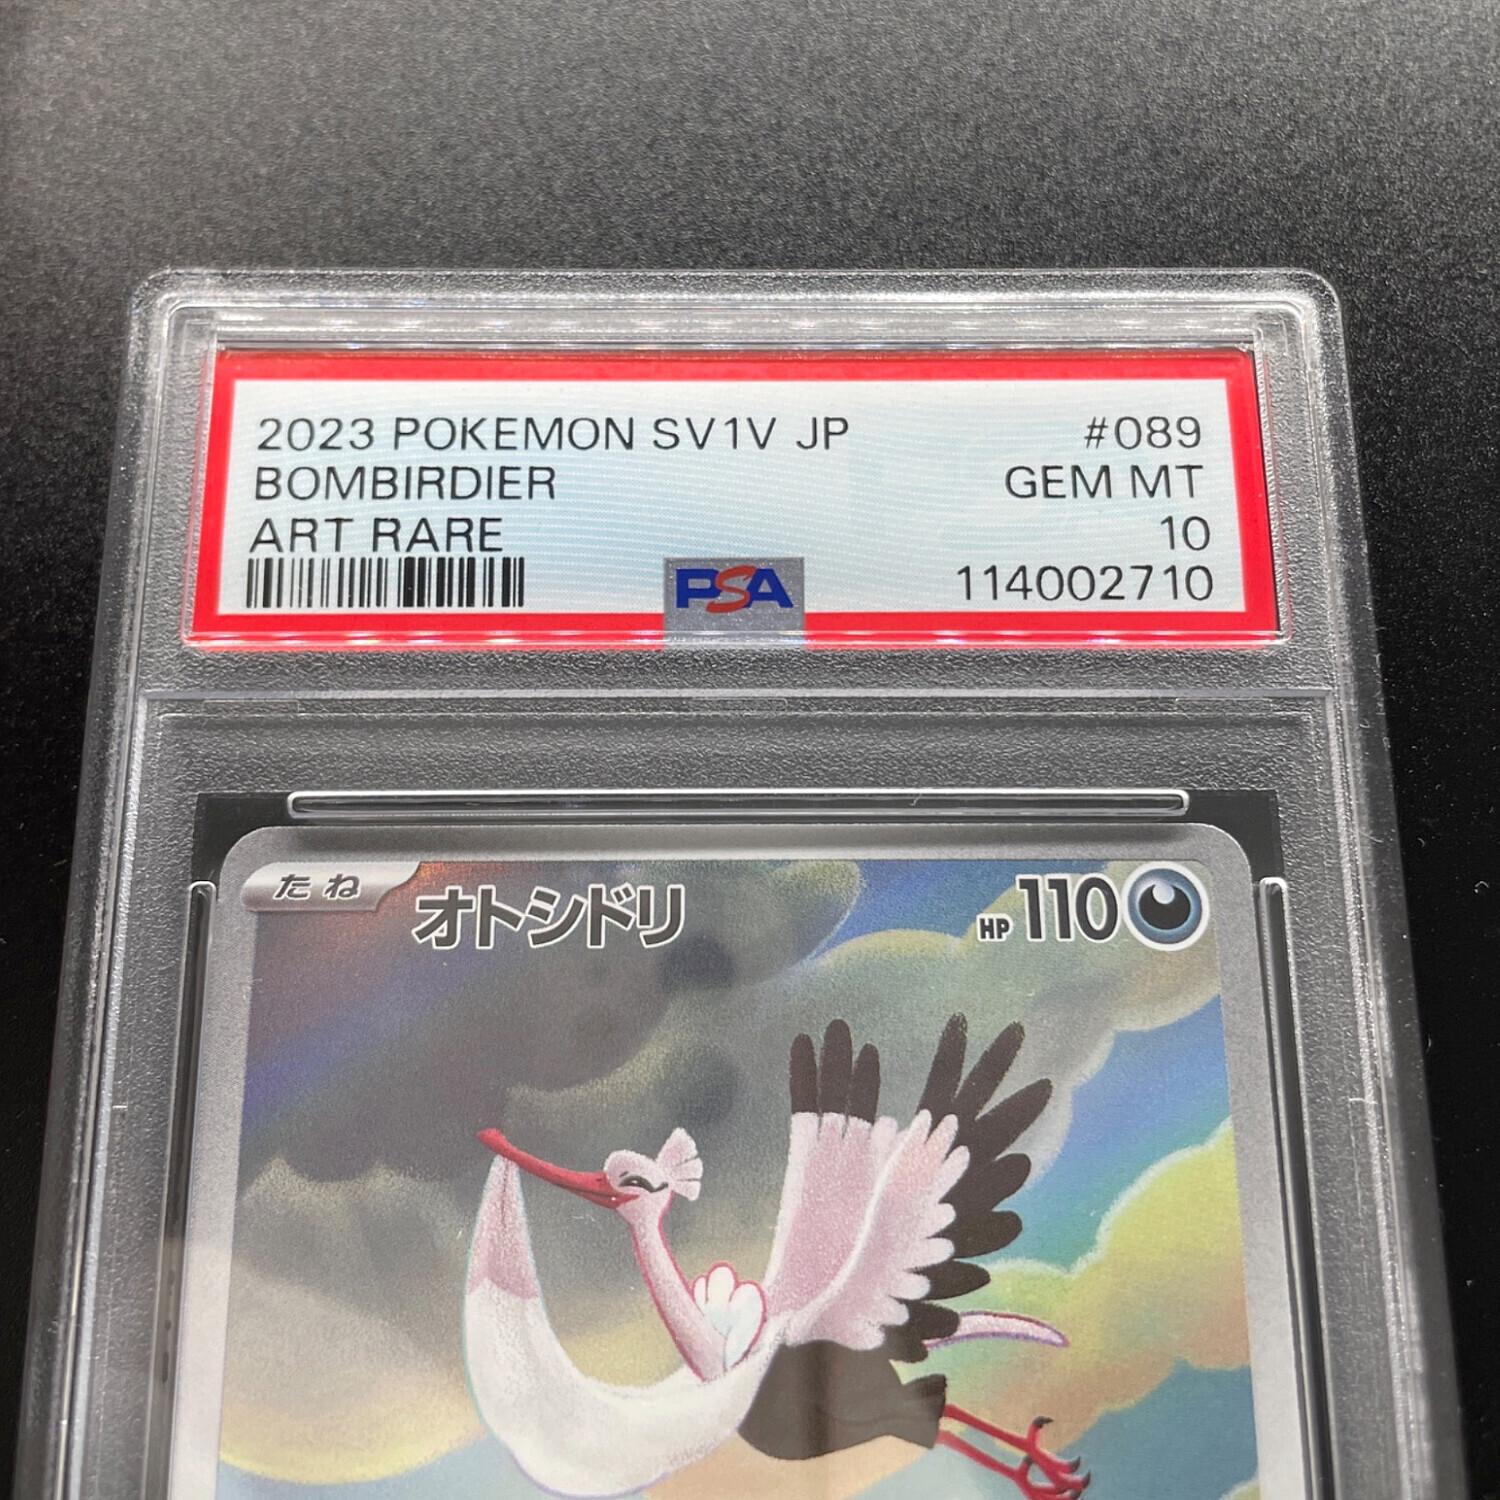 2023 POKEMON SV1V JP #089
BOMBIRDIER GEM MT
ART RARE 10
PSA 114002710
たね オトシドリ HP 110